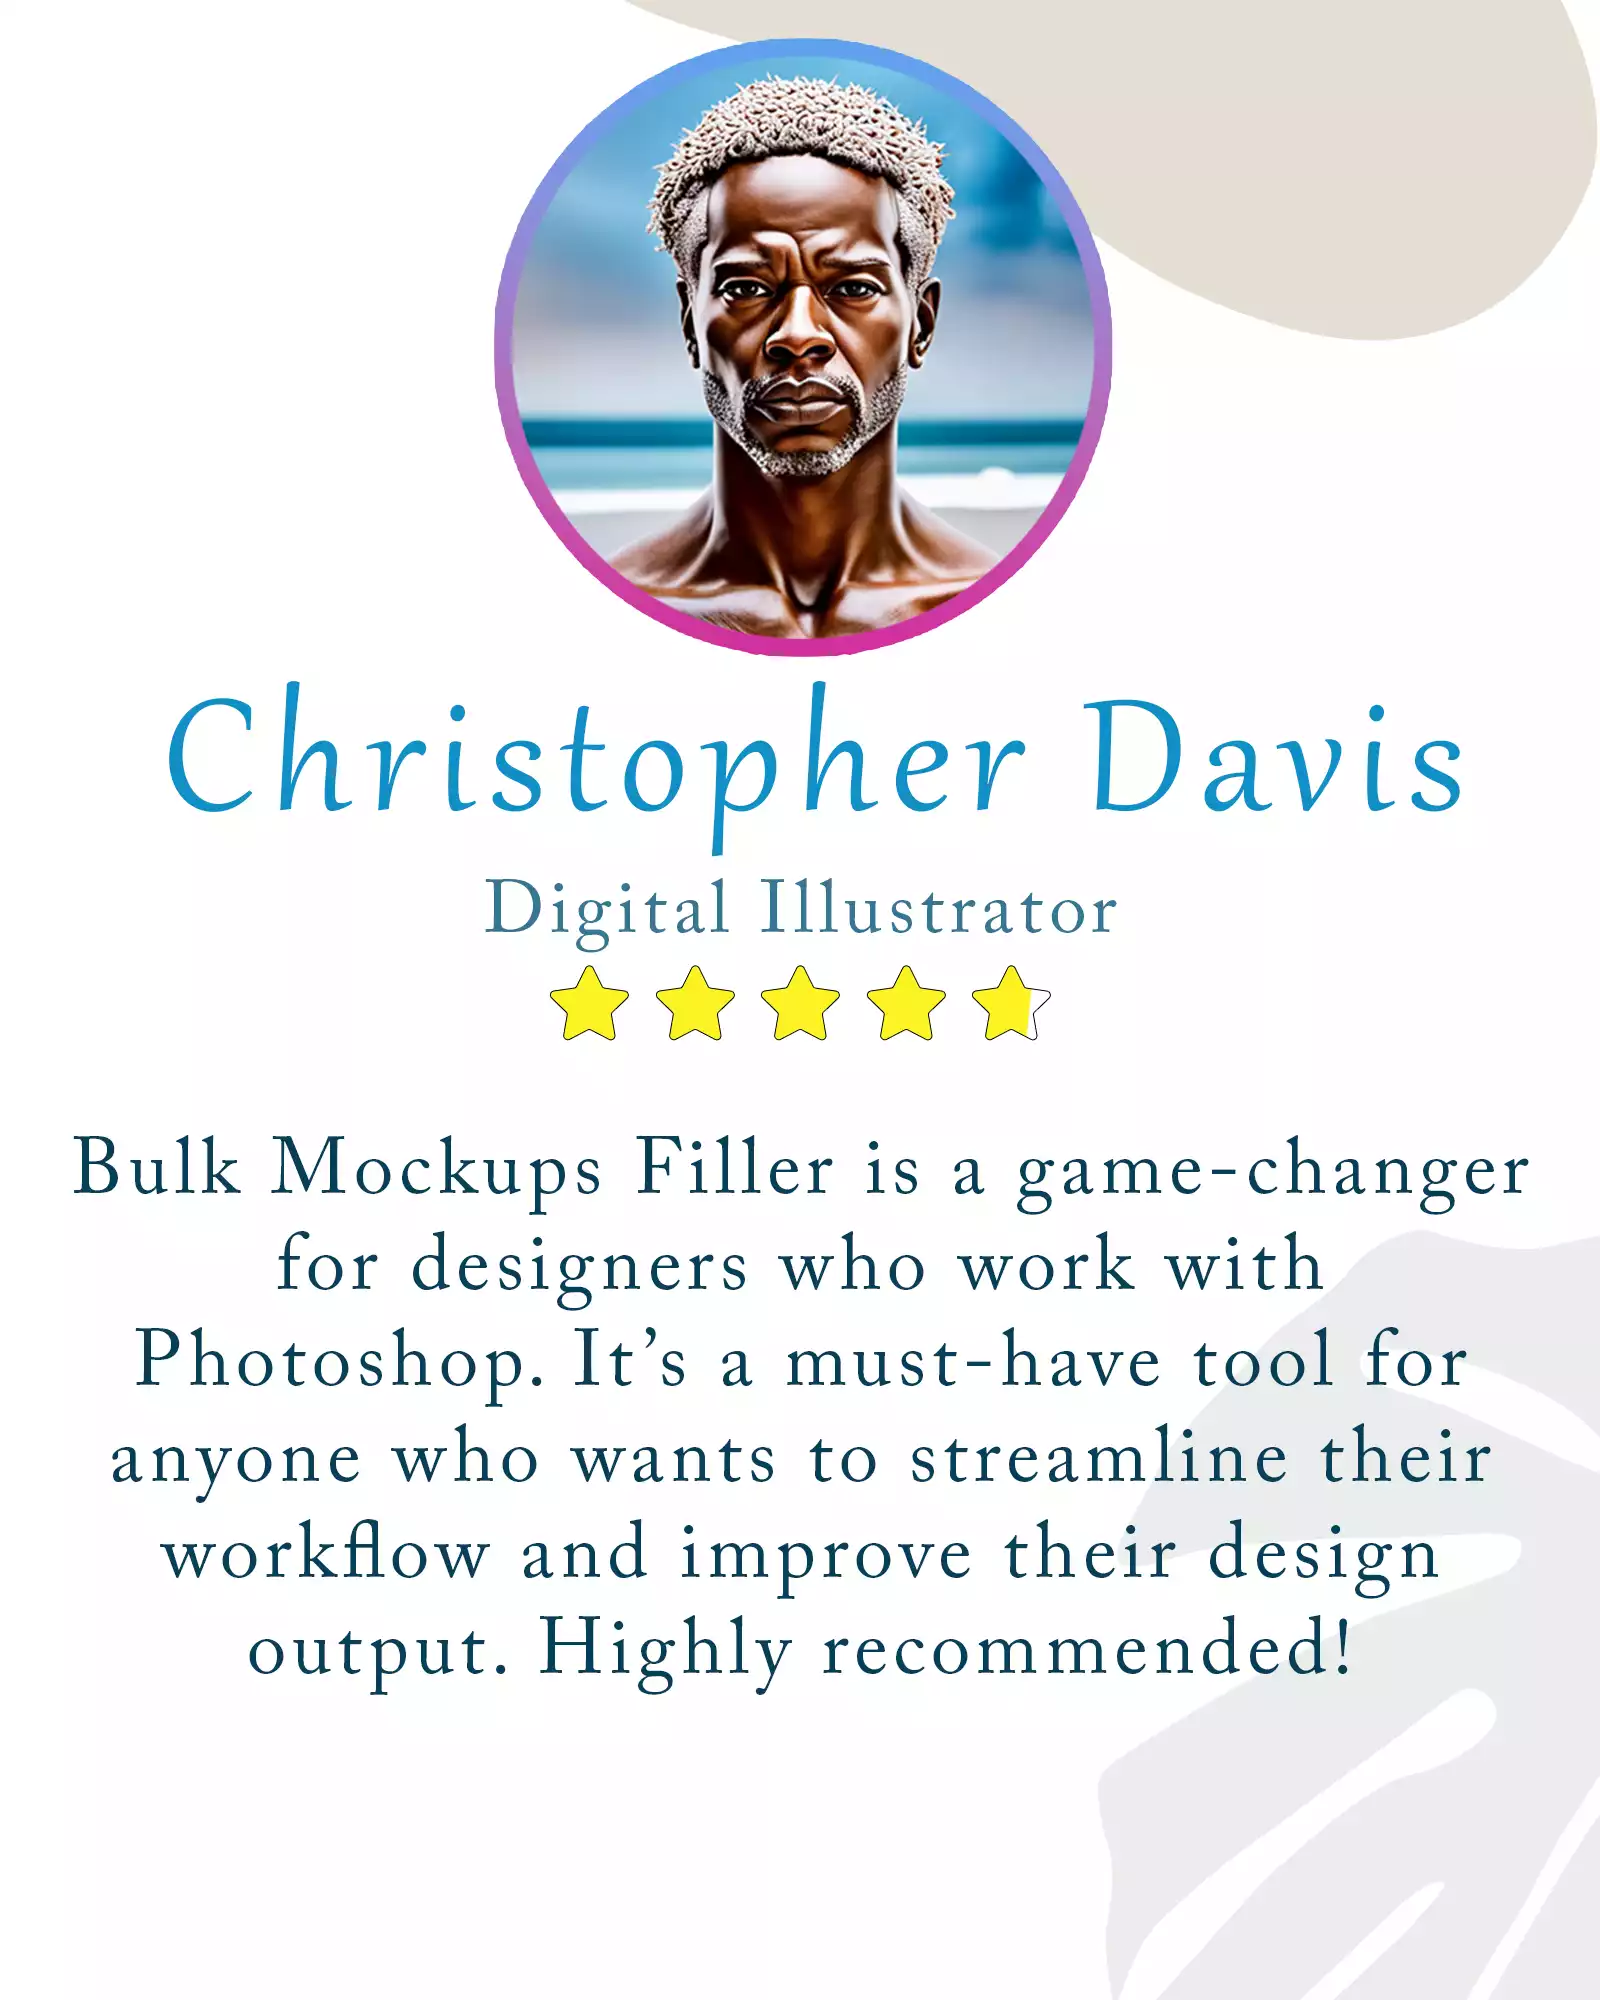 Christopher Davis
Digital Illustrator
Bulk Mockups Filler is a game-changer
for designers who work with
Photoshop. It’s a must-have tool for
anyone who wants to streamline their
workflow and improve their design
output. Highly recommended!